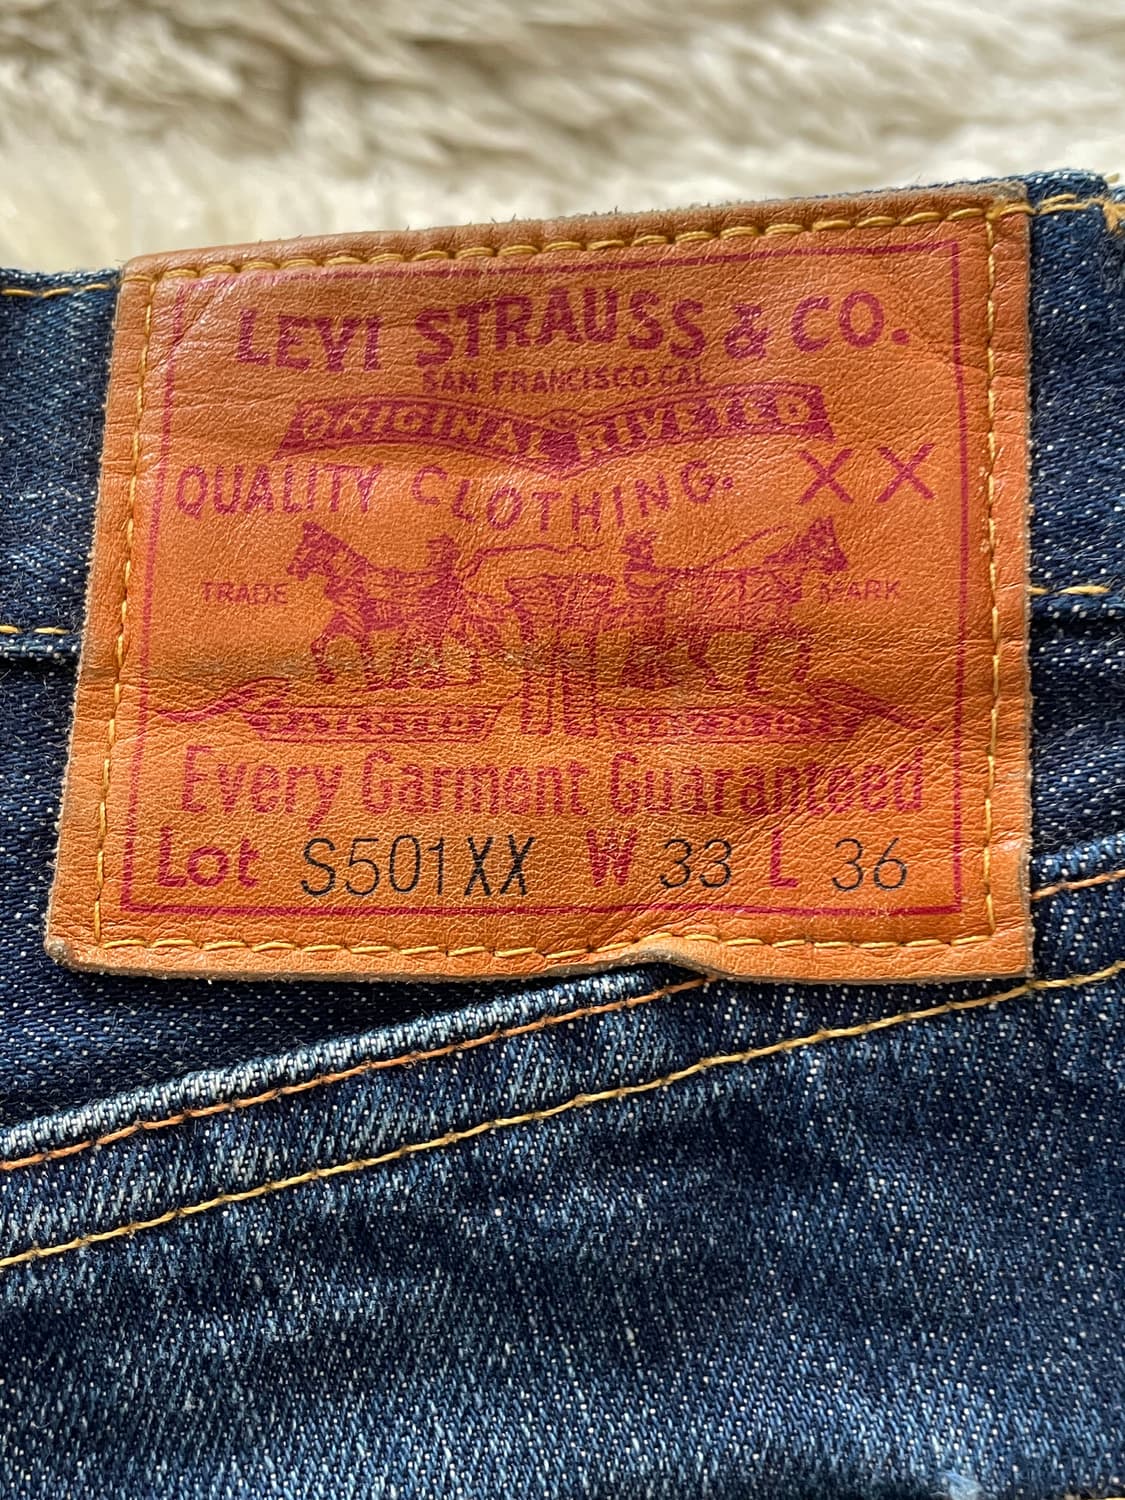 LEVI STRAUSS & CO.
SAN FRANCISCO.CAL
ORIGINAL RIVETED
QUALITY CLOTHING. XX
TRADE MARK
Every Garment Guaranteed
Lot S501XX W 33 L 36